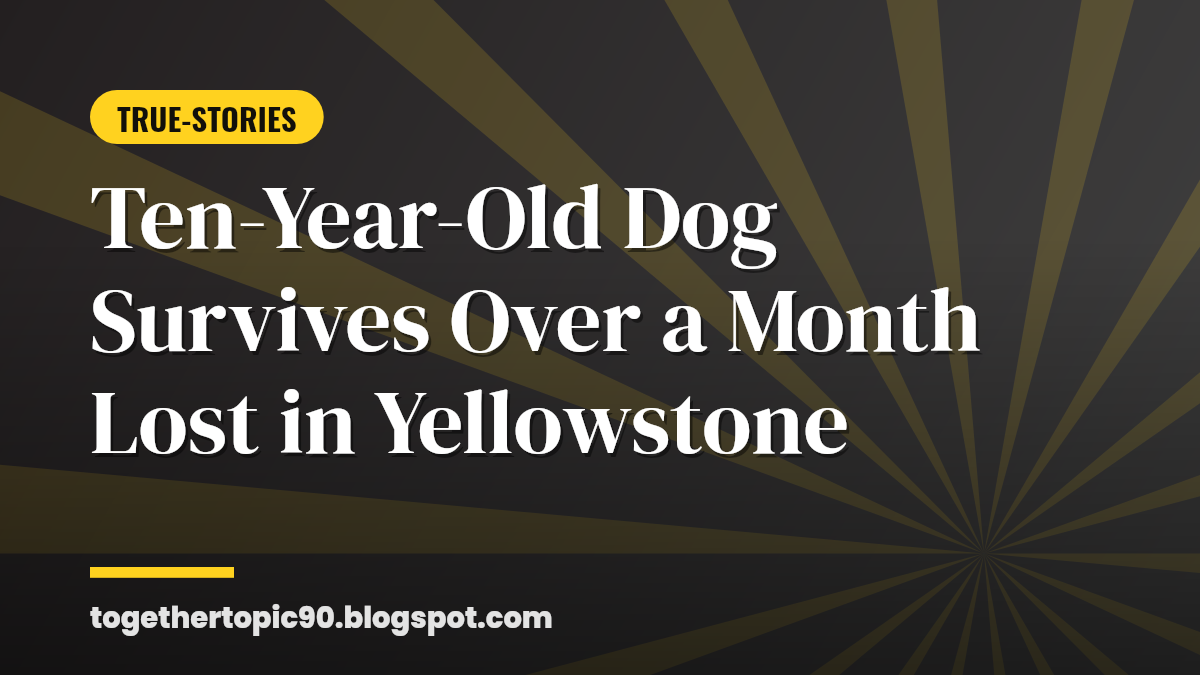 TRUE-STORIES
Ten-Year-Old Dog
Survives Over a Month
Lost in Yellowstone
togethertopic90.blogspot.com